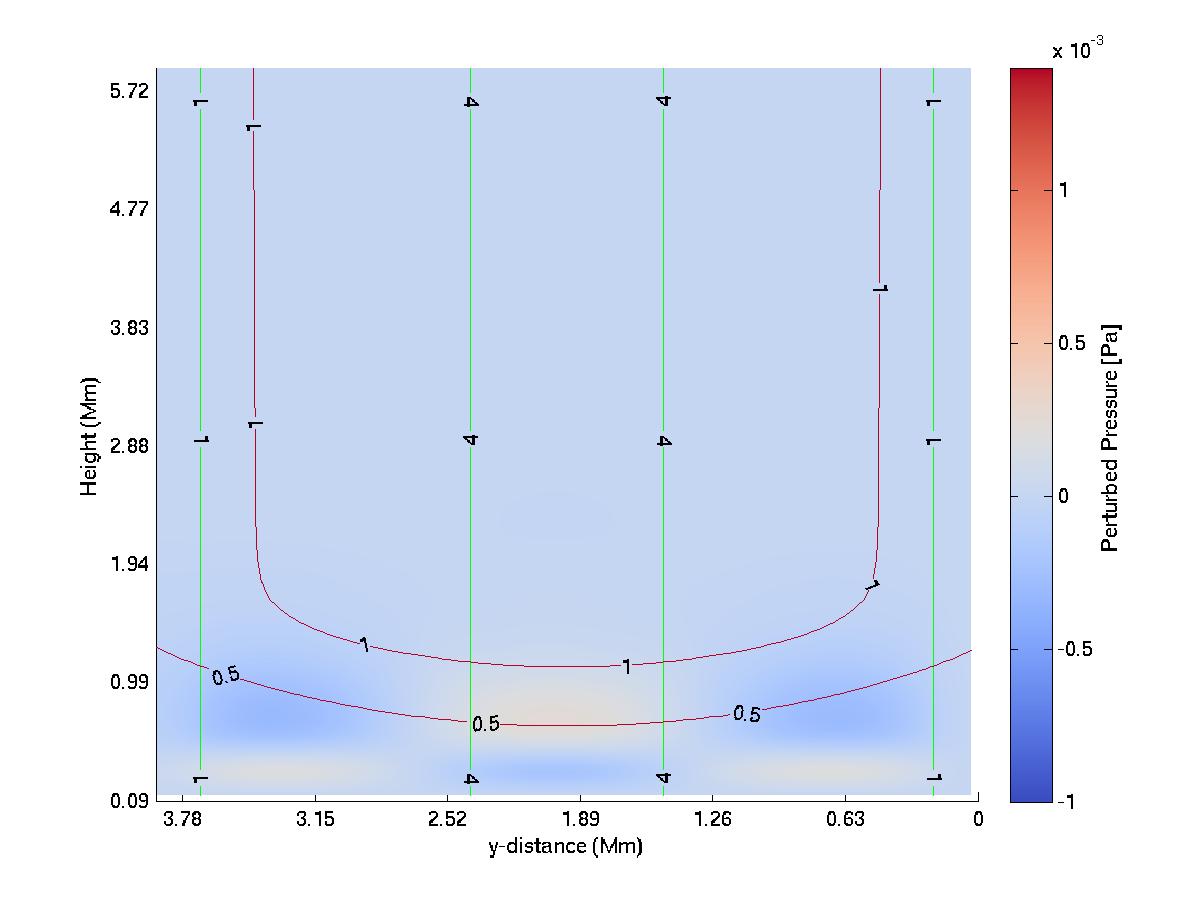 x 10-3
5.72
4.77
3.83
2.88
1.94
0.99
0.09
Height (Mm)
1 4 4 1
1
1
1 4 4 1
1
1
1 1
0.5 0.5 0.5
1 4 4 1
3.78 3.15 2.52 1.89 1.26 0.63 0
y-distance (Mm)
1
0.5
0
-0.5
-1
Perturbed Pressure [Pa]